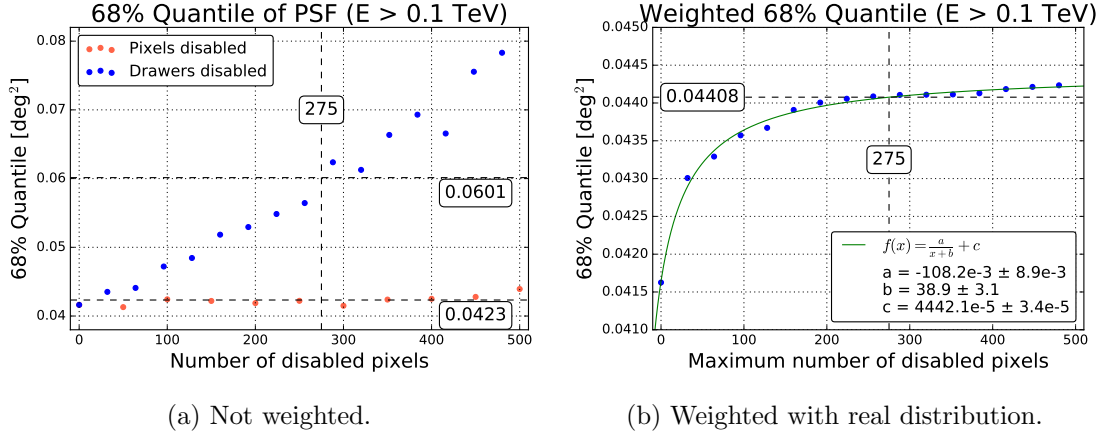 68% Quantile of PSF (E > 0.1 TeV)
68% Quantile [deg²]
0.08
0.07
0.06
0.05
0.04
Pixels disabled
Drawers disabled
275
0.0601
0.0423
0 100 200 300 400 500
Number of disabled pixels
(a) Not weighted.
Weighted 68% Quantile (E > 0.1 TeV)
68% Quantile [deg²]
0.0450
0.0445
0.0440
0.0435
0.0430
0.0425
0.0420
0.0415
0.0410
0.04408
275
f(x) = a/(x+b) + c
a = -108.2e-3 ± 8.9e-3
b = 38.9 ± 3.1
c = 4442.1e-5 ± 3.4e-5
0 100 200 300 400 500
Maximum number of disabled pixels
(b) Weighted with real distribution.